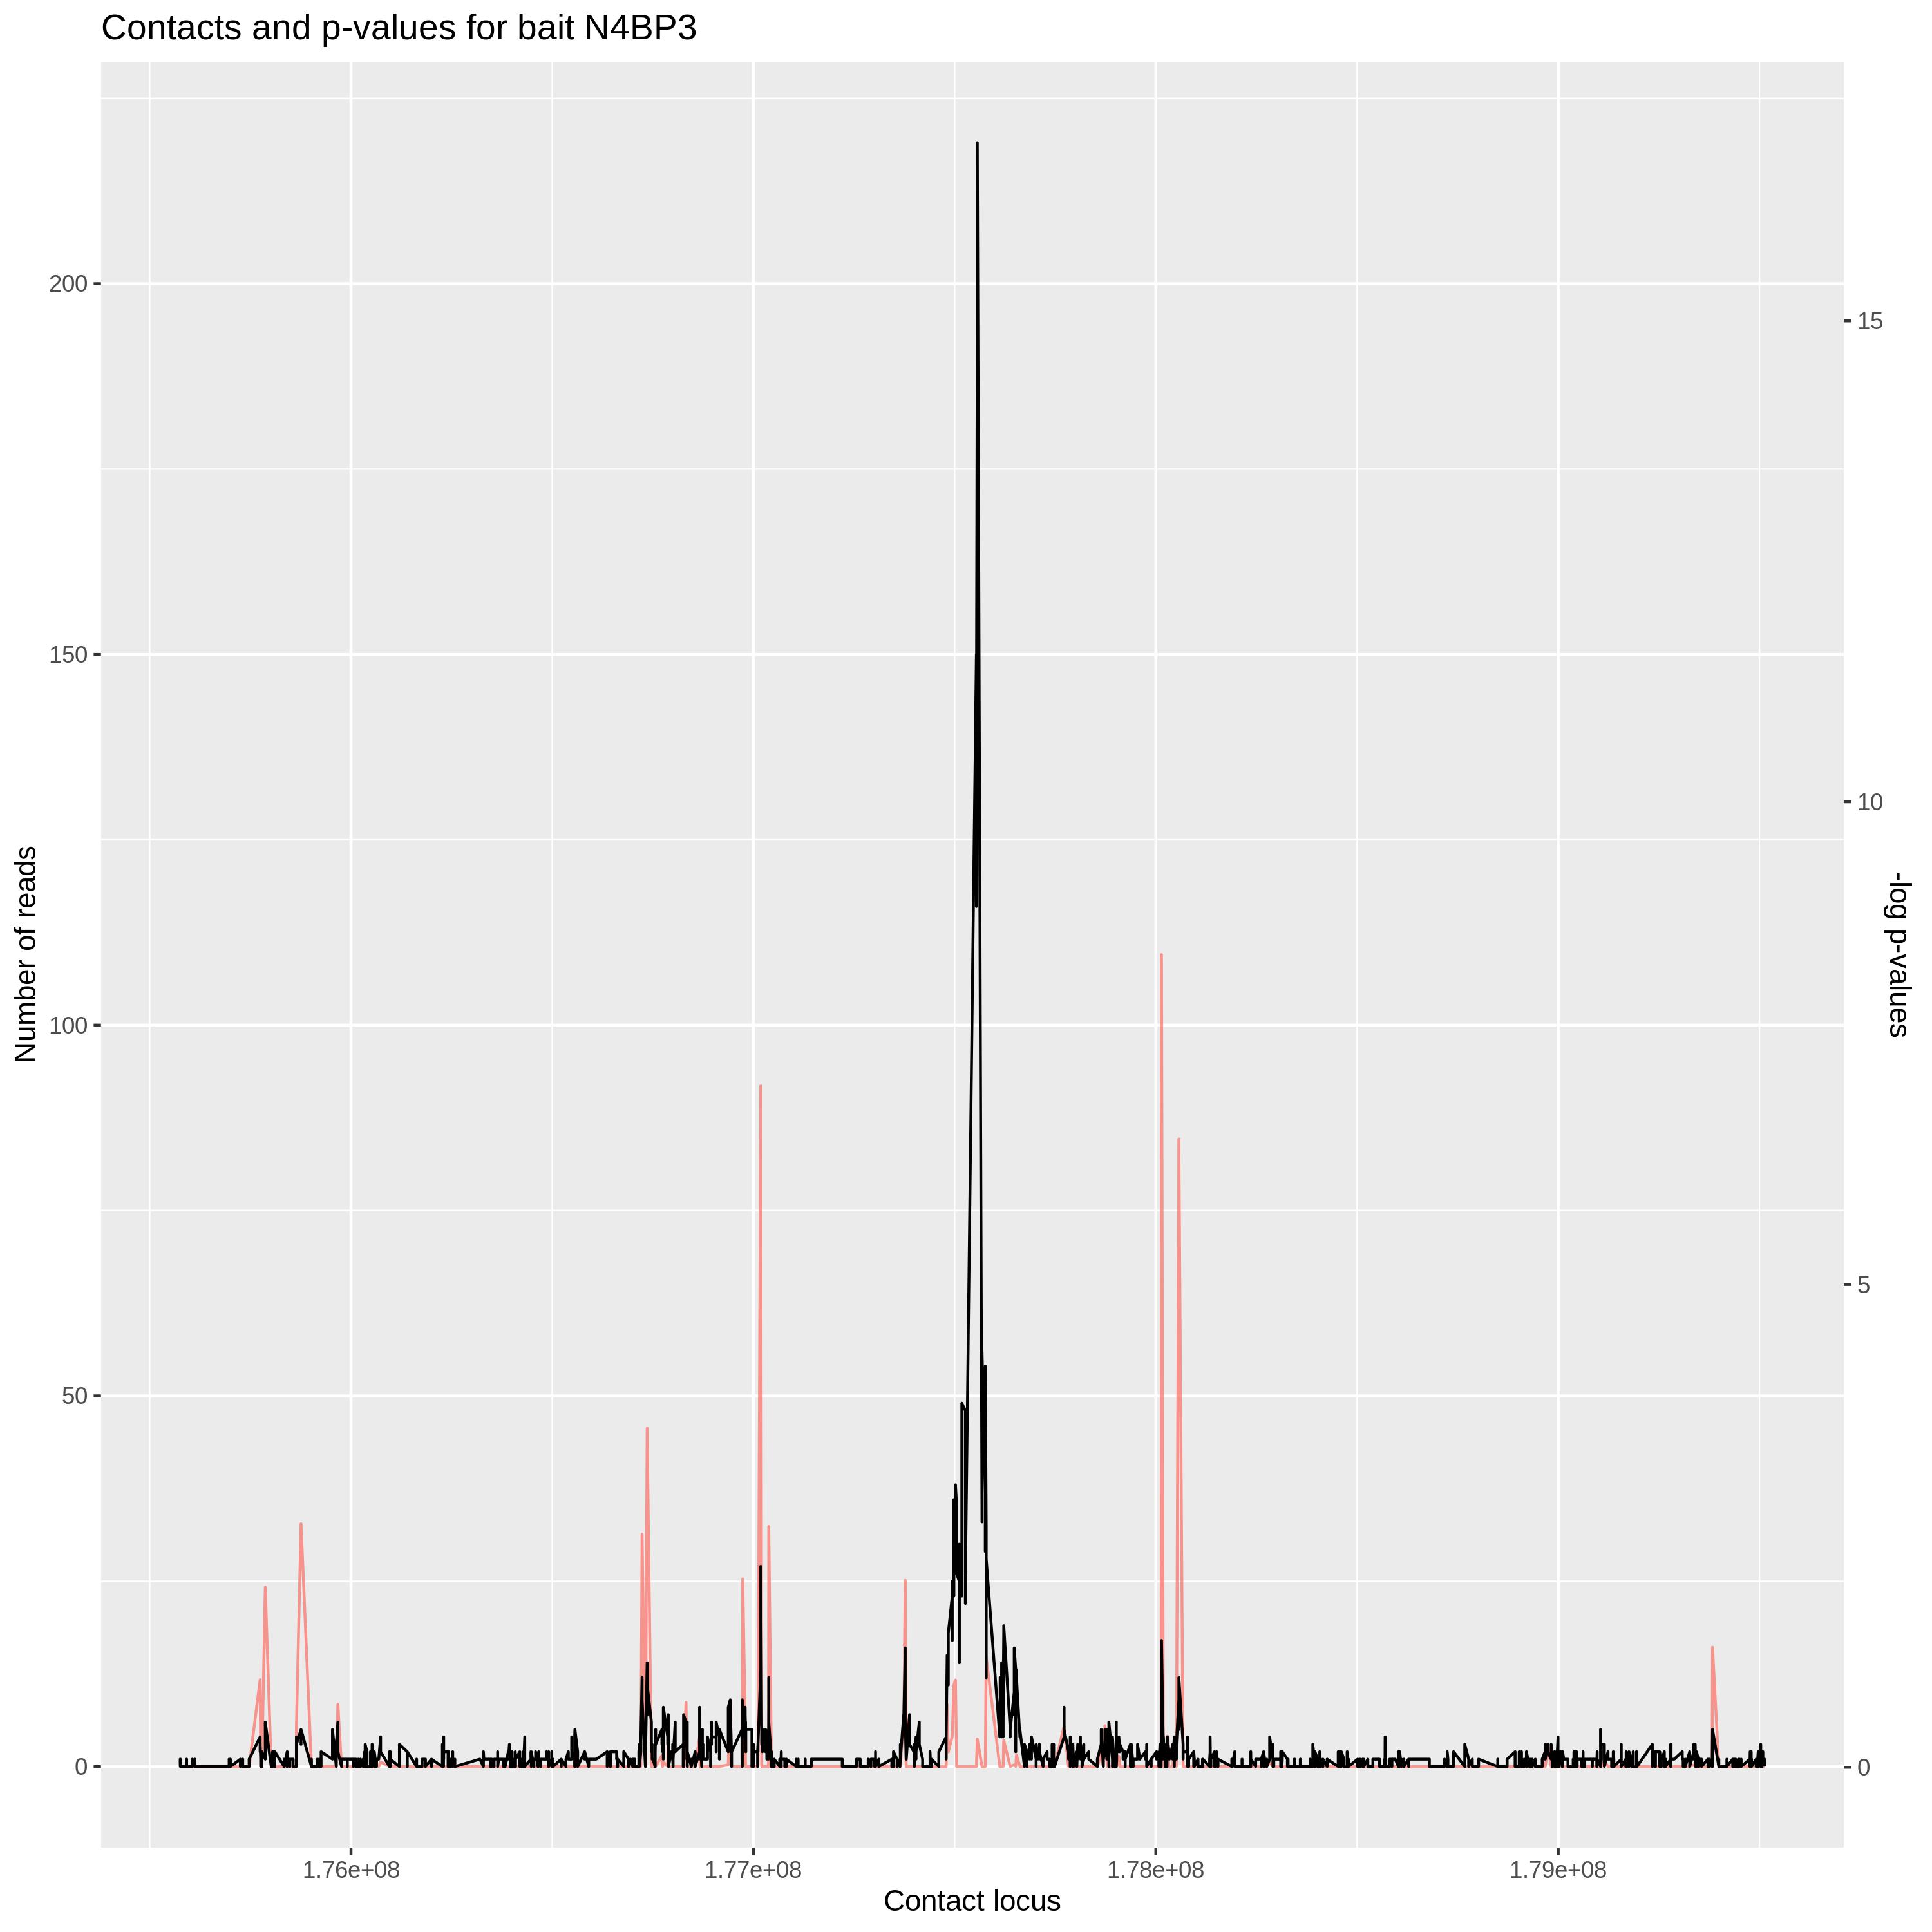 Contacts and p-values for bait N4BP3
200
150
100
50
0
Number of reads
15
10
5
0
-log p-values
1.76e+08
1.77e+08
1.78e+08
1.79e+08
Contact locus